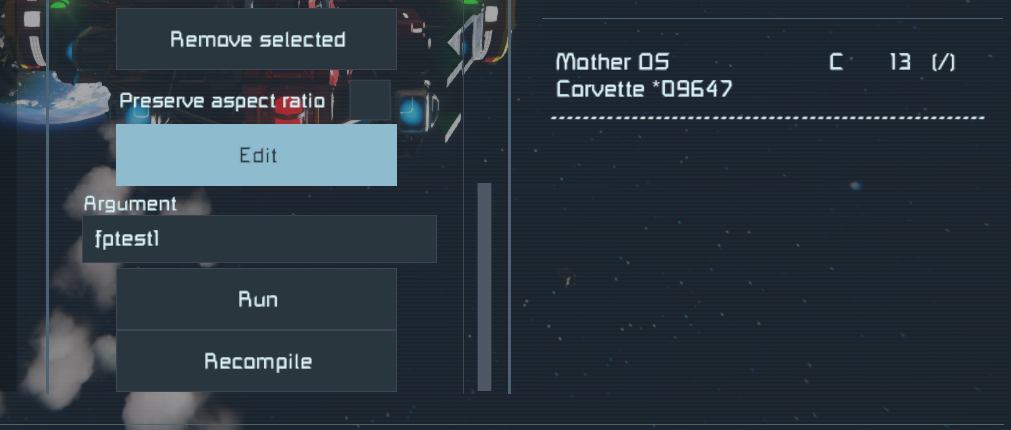 Remove selected
Preserve aspect ratio
Edit
Argument
fptest1
Run
Recompile
Mother OS C 13 (/)
Corvette *09647